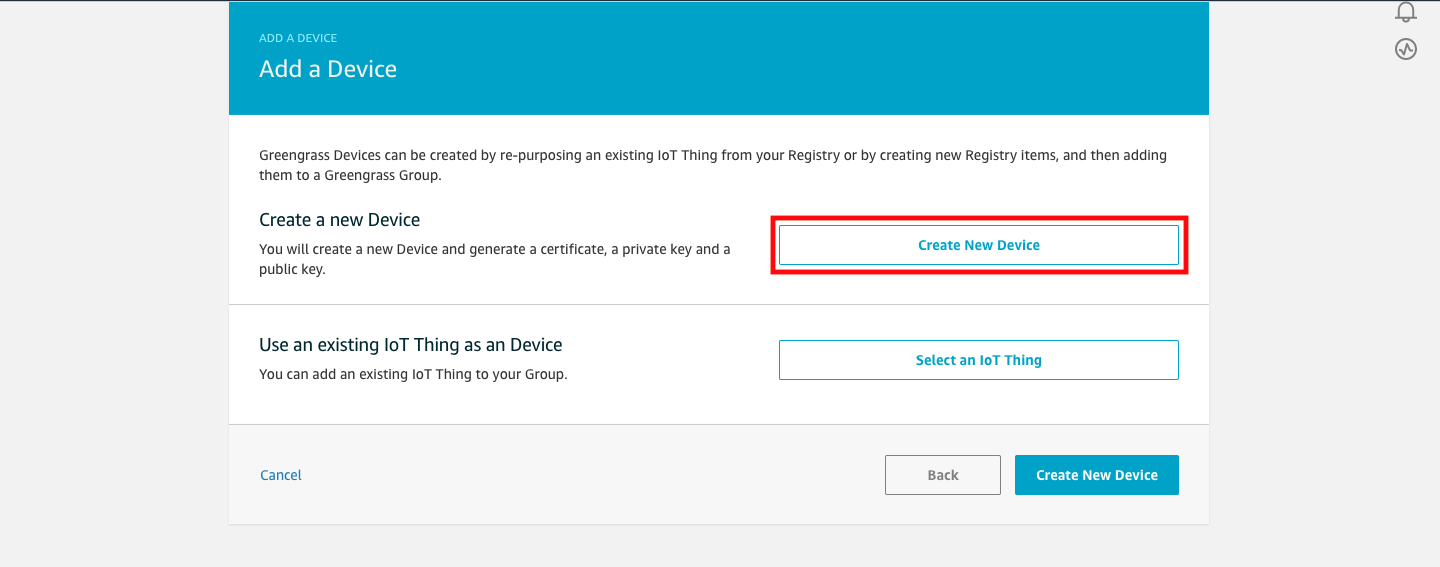 ADD A DEVICE
Add a Device
Greengrass Devices can be created by re-purposing an existing IoT Thing from your Registry or by creating new Registry items, and then adding
them to a Greengrass Group.
Create a new Device
You will create a new Device and generate a certificate, a private key and a
public key.
Create New Device
Use an existing IoT Thing as an Device
You can add an existing IoT Thing to your Group.
Select an IoT Thing
Cancel
Back
Create New Device